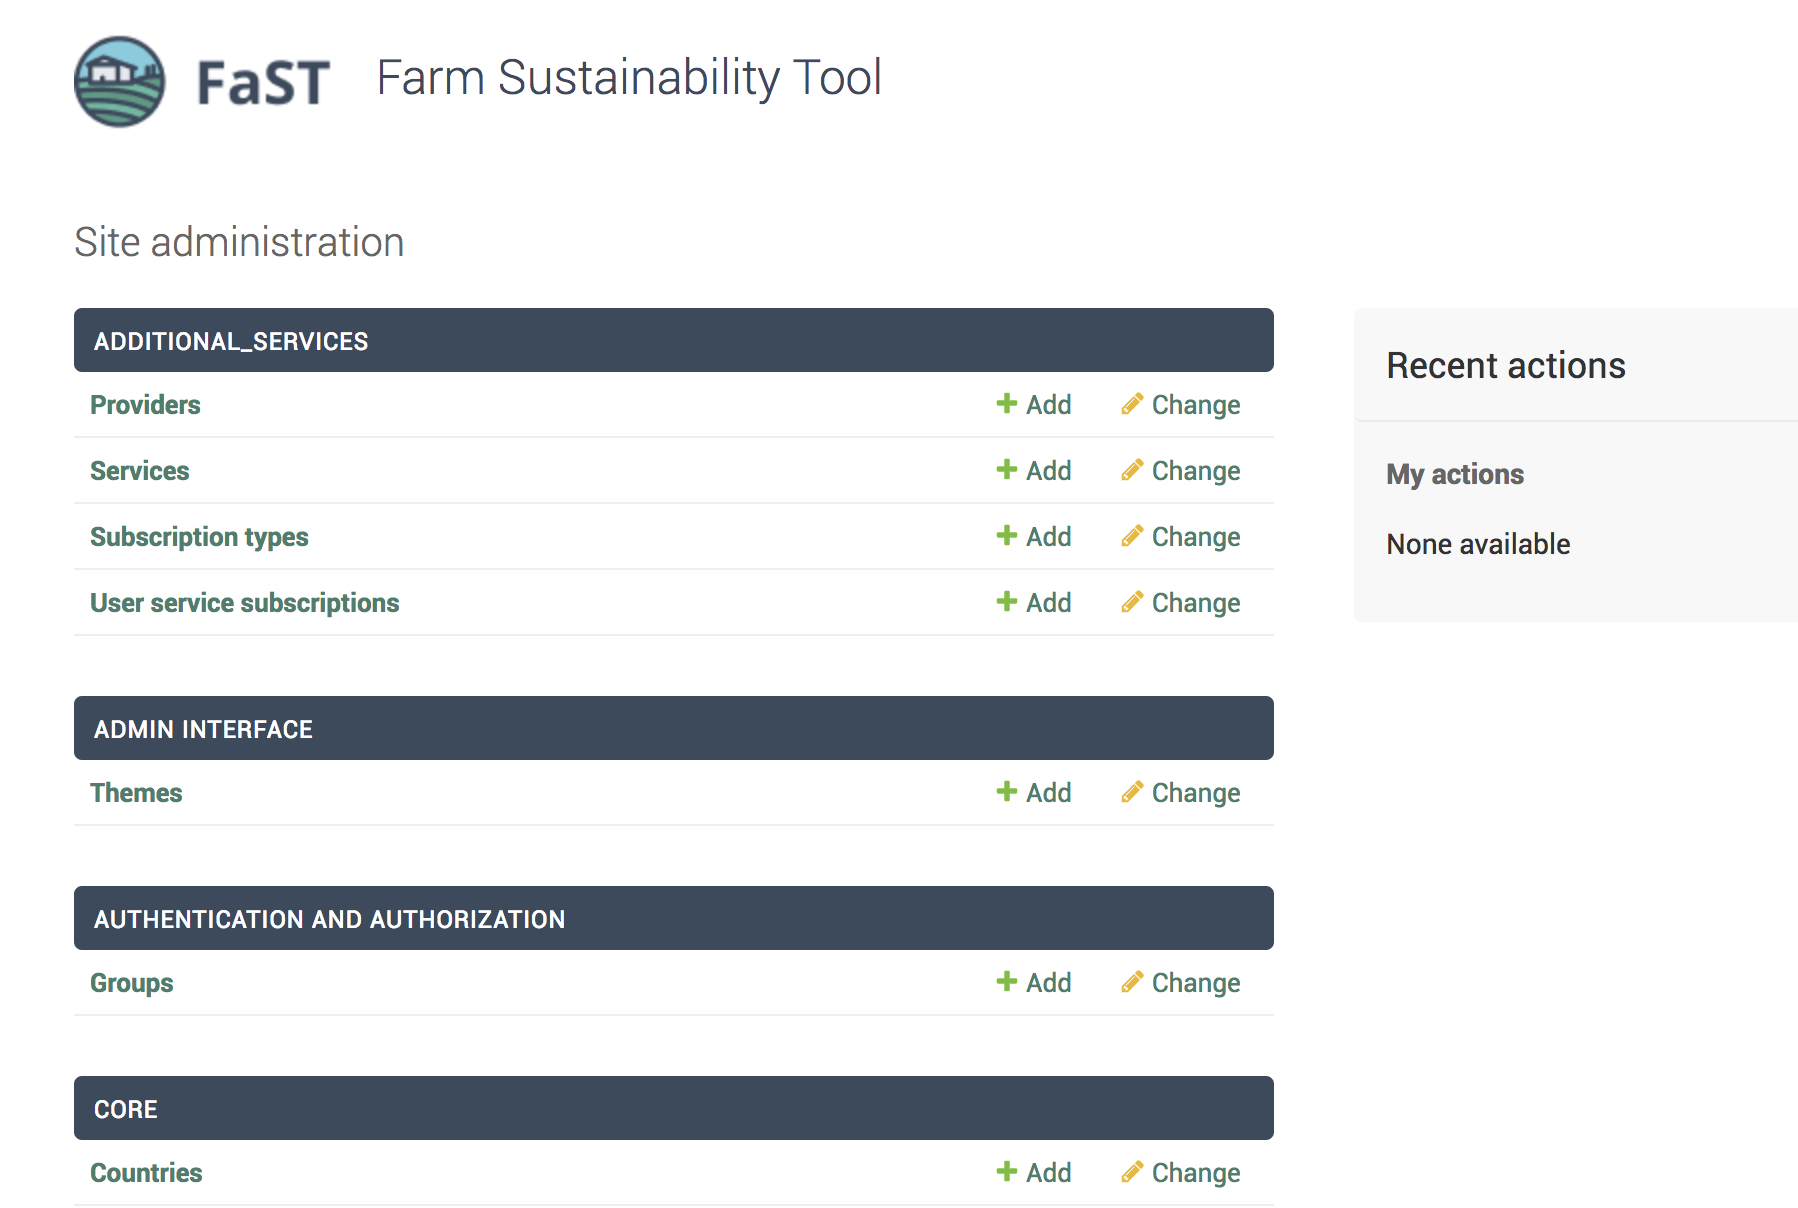 FaST Farm Sustainability Tool
Site administration
ADDITIONAL_SERVICES
Providers Add Change
Services Add Change
Subscription types Add Change
User service subscriptions Add Change
ADMIN INTERFACE
Themes Add Change
AUTHENTICATION AND AUTHORIZATION
Groups Add Change
CORE
Countries Add Change
Recent actions
My actions
None available